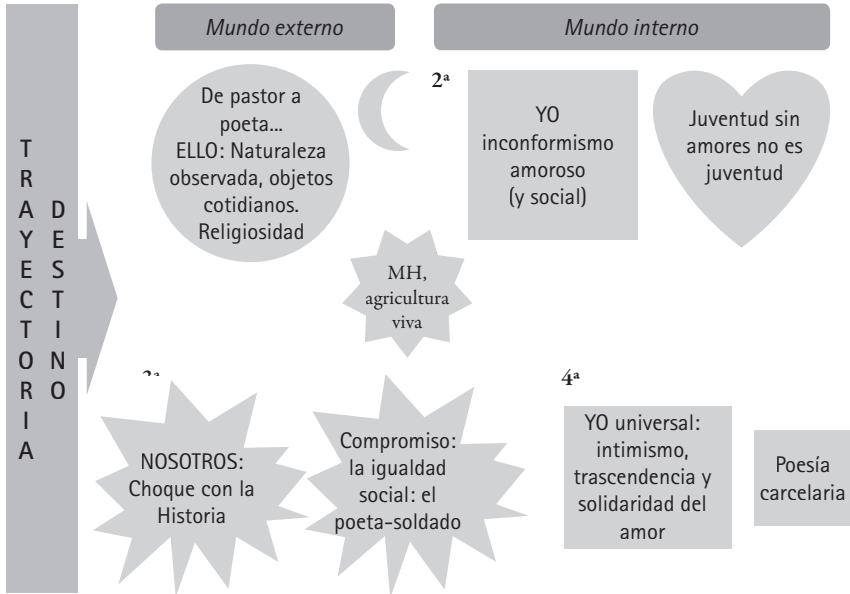 TRAYECTORIA
DESTINO
Mundo externo
Mundo interno
De pastor a
poeta...
ELLO: Naturaleza
observada, objetos
cotidianos.
Religiosidad
2ª
YO
inconformismo
amoroso
(y social)
Juventud sin
amores no es
juventud
MH,
agricultura
viva
NOSOTROS:
Choque con la
Historia
Compromiso:
la igualdad
social: el
poeta-soldado
4ª
YO universal:
intimismo,
trascendencia y
solidaridad del
amor
Poesía
carcelaria